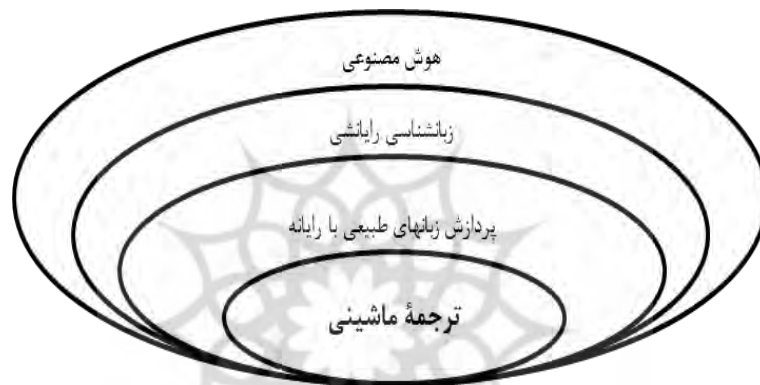 هوش مصنوعی
زبانشناسی رایانشی
پردازش زبانهای طبیعی با رایانه
ترجمهٔ ماشینی